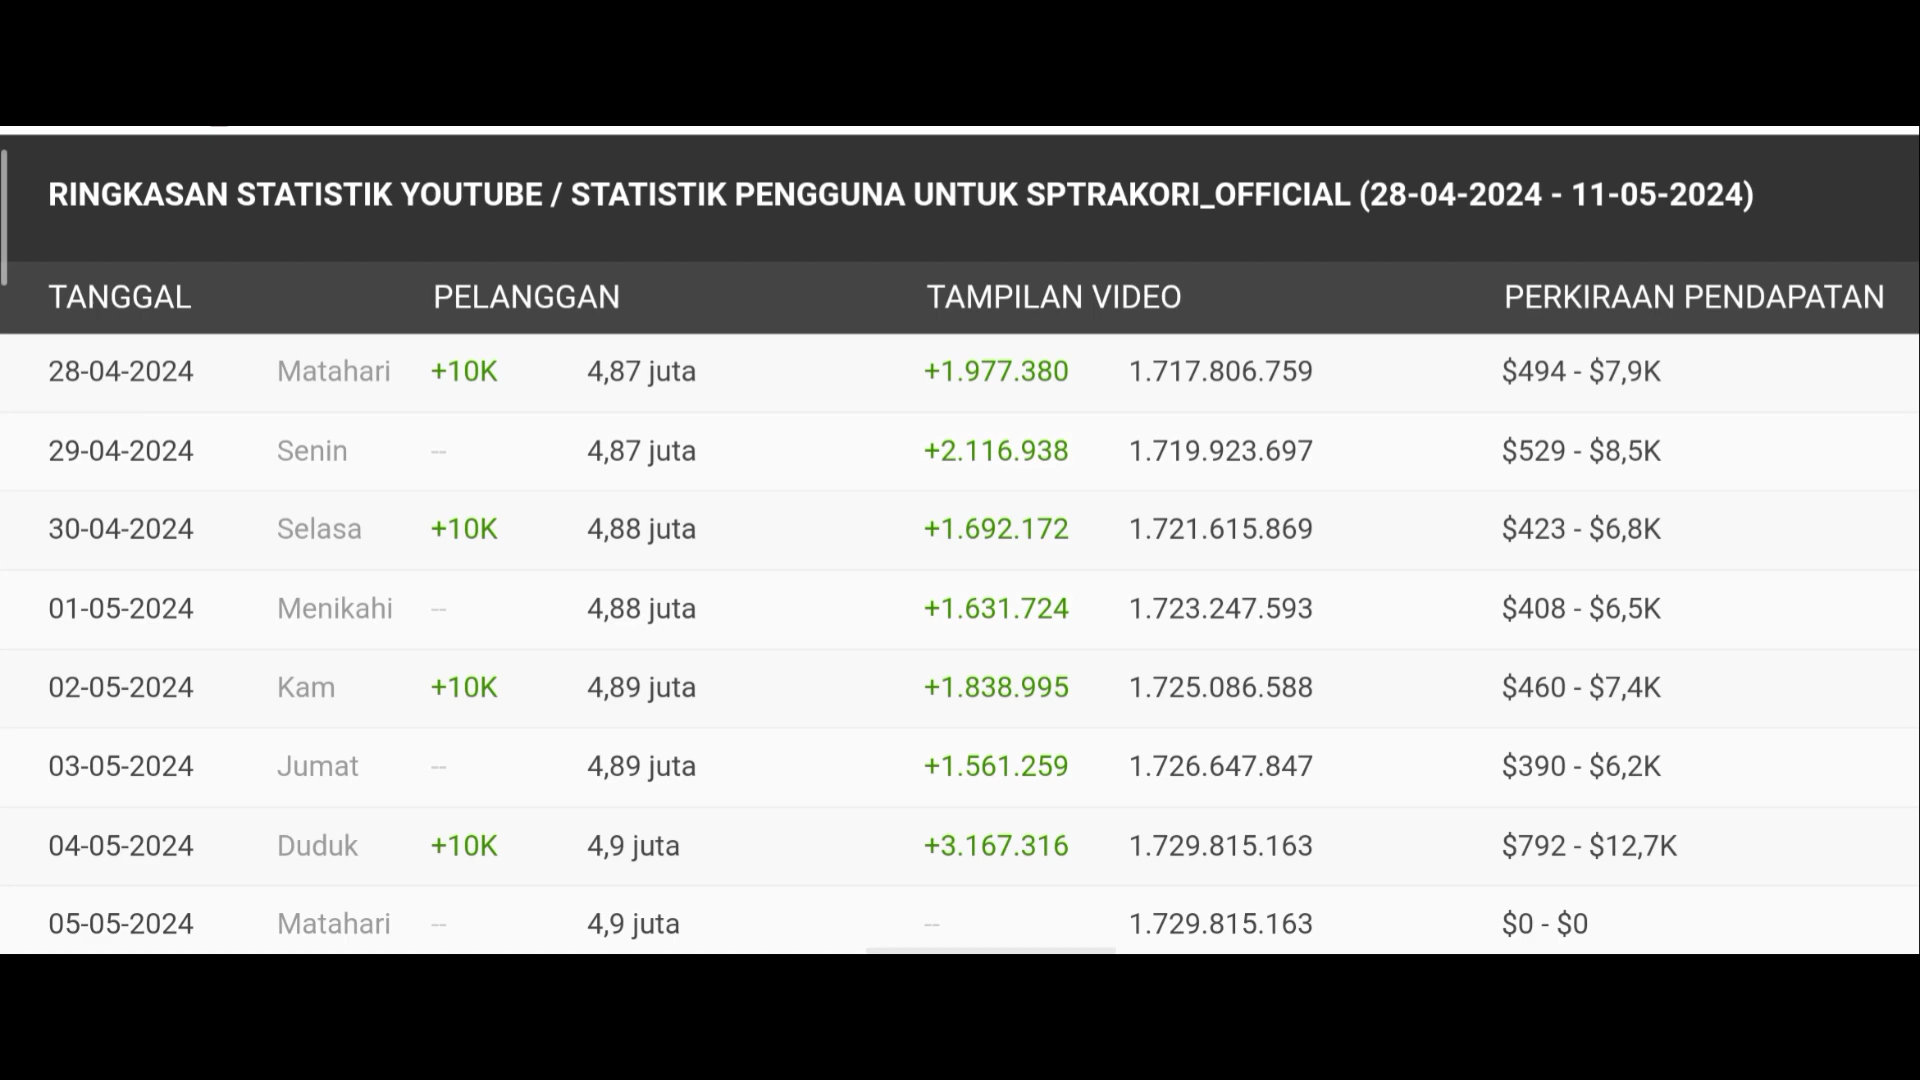 RINGKASAN STATISTIK YOUTUBE / STATISTIK PENGGUNA UNTUK SPTRAKORI_OFFICIAL (28-04-2024 - 11-05-2024)
TANGGAL PELANGGAN TAMPILAN VIDEO PERKIRAAN PENDAPATAN
28-04-2024 Matahari +10K 4,87 juta +1.977.380 1.717.806.759 $494 - $7,9K
29-04-2024 Senin -- 4,87 juta +2.116.938 1.719.923.697 $529 - $8,5K
30-04-2024 Selasa +10K 4,88 juta +1.692.172 1.721.615.869 $423 - $6,8K
01-05-2024 Menikahi -- 4,88 juta +1.631.724 1.723.247.593 $408 - $6,5K
02-05-2024 Kam +10K 4,89 juta +1.838.995 1.725.086.588 $460 - $7,4K
03-05-2024 Jumat -- 4,89 juta +1.561.259 1.726.647.847 $390 - $6,2K
04-05-2024 Duduk +10K 4,9 juta +3.167.316 1.729.815.163 $792 - $12,7K
05-05-2024 Matahari -- 4,9 juta -- 1.729.815.163 $0 - $0